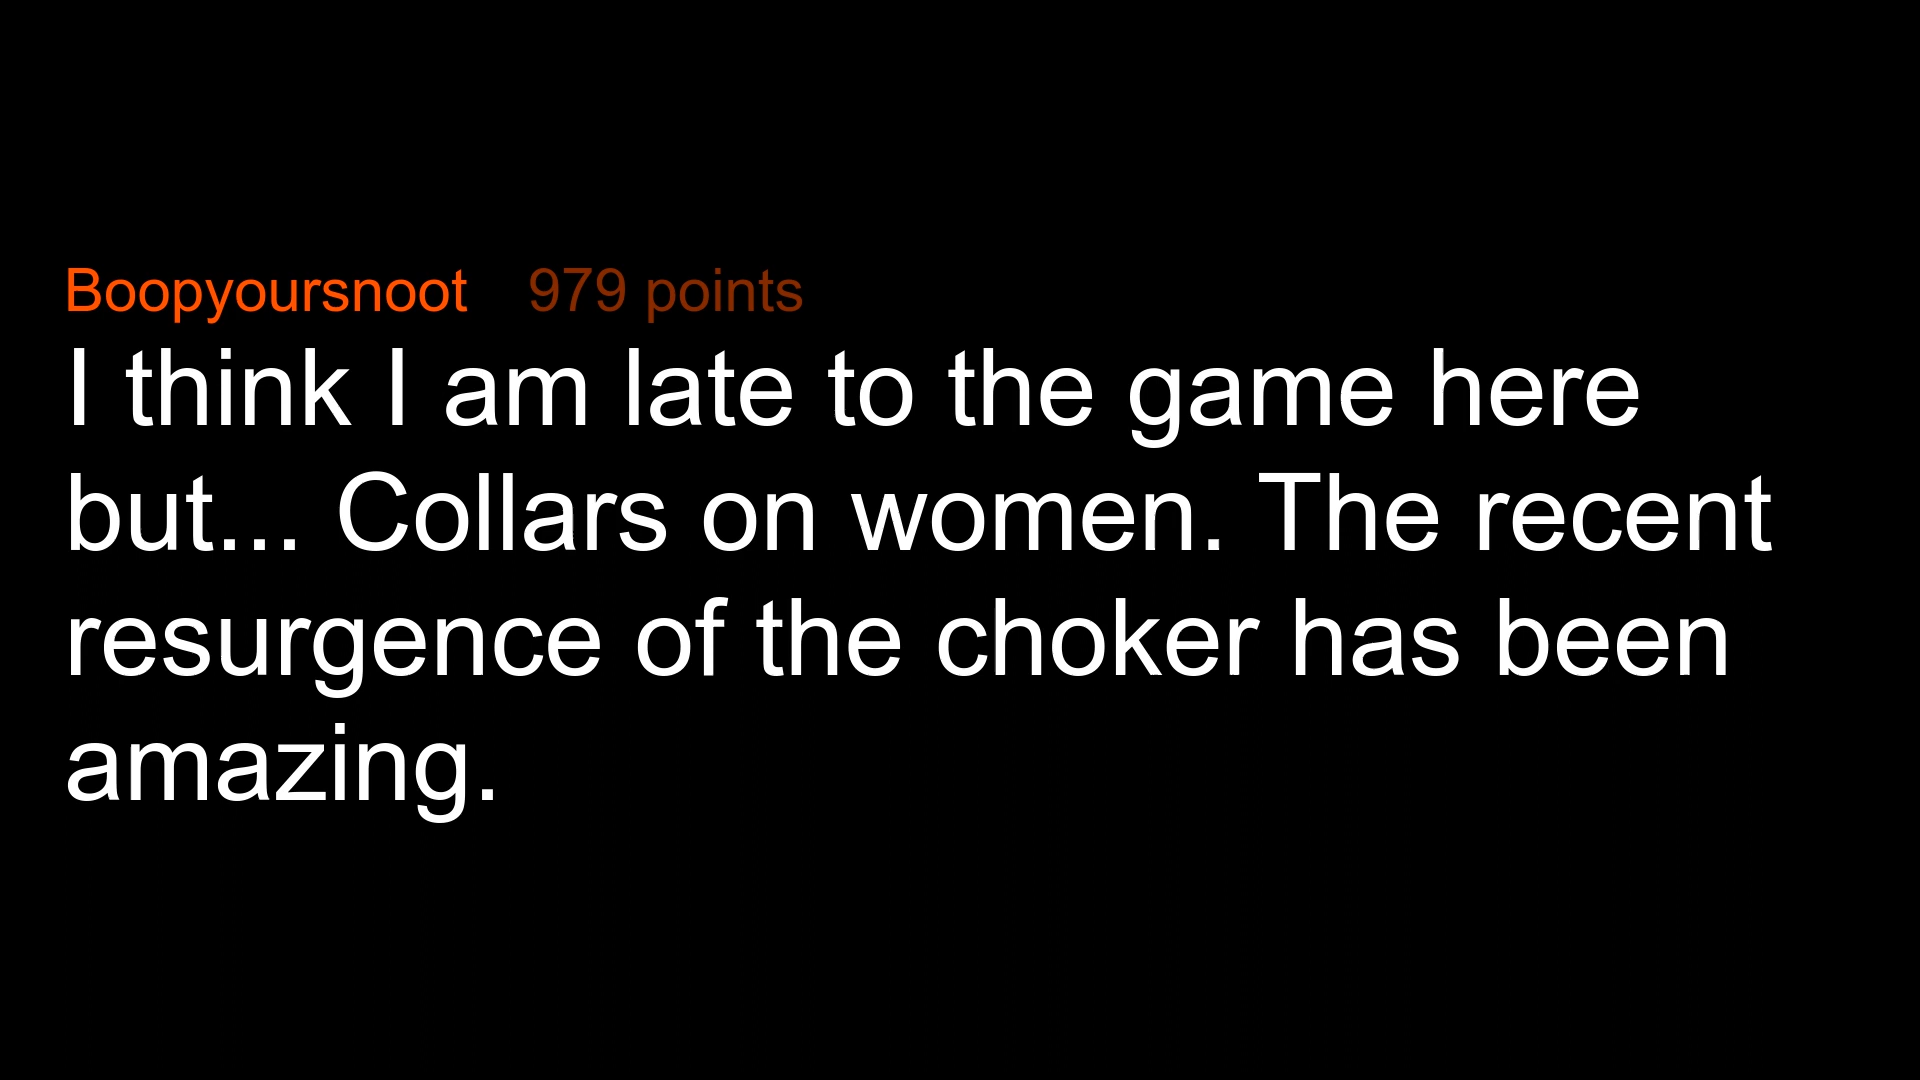 Boopyoursnoot 979 points
I think I am late to the game here
but... Collars on women. The recent
resurgence of the choker has been
amazing.